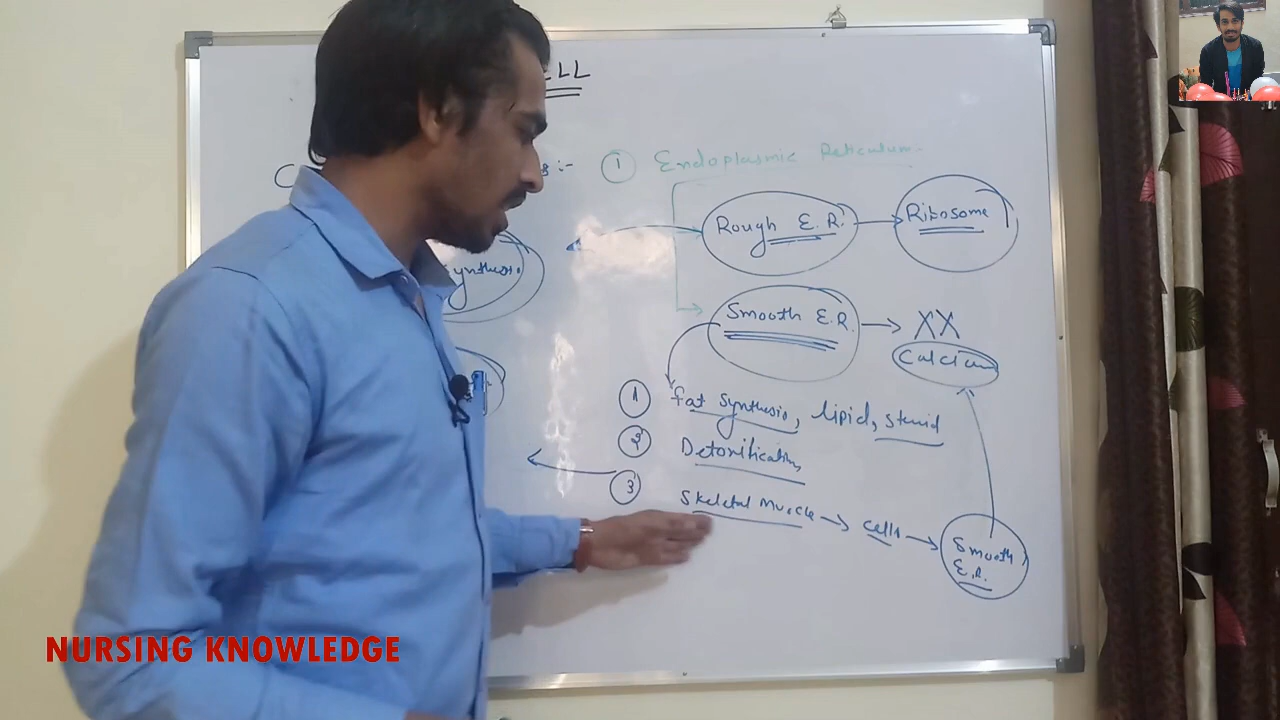 ELL
① Endoplasmic Reticulum
Rough E.R. → Ribosome
Synthesis
Smooth E.R. → XX
Calcium
① fat Synthesis, lipid, steroid
② Detoxification
③ Skeletal Muscle → cells → Smooth E.R.
NURSING KNOWLEDGE